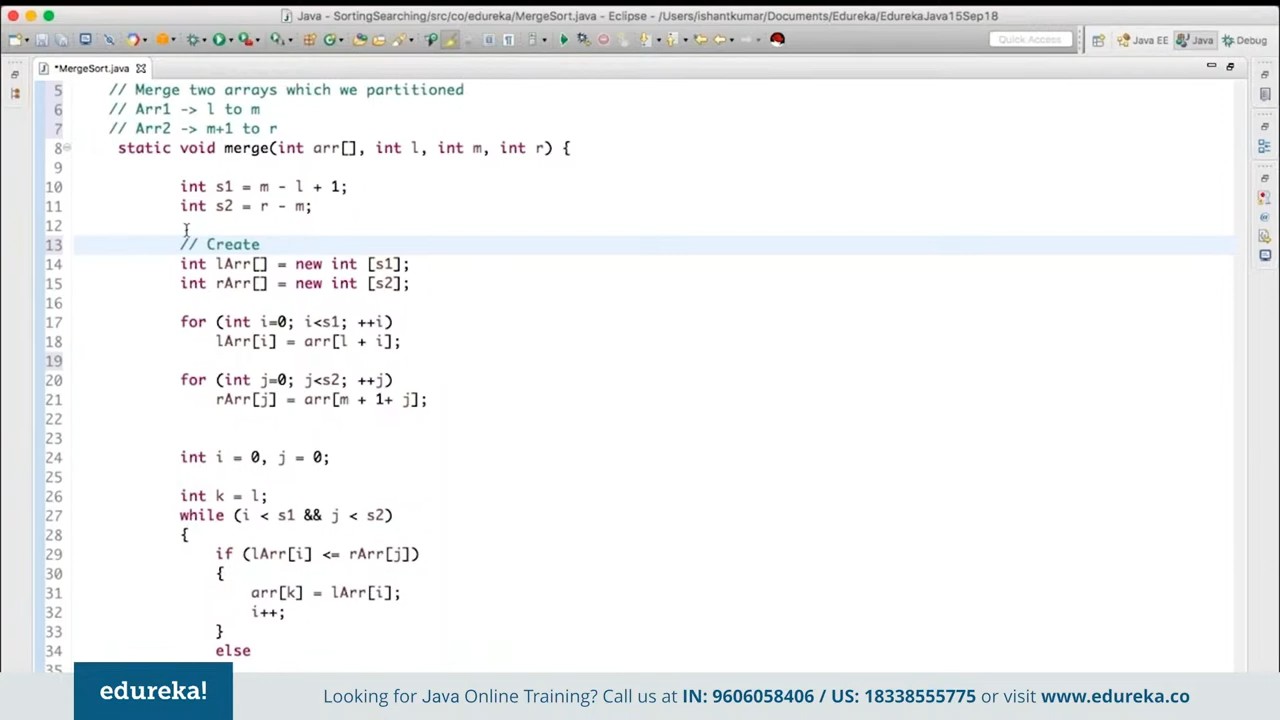 Java - SortingSearching/src/co/edureka/MergeSort.java - Eclipse - /Users/ishantkumar/Documents/Edureka/EdurekaJava15Sep18
Quick Access
Java EE
Java
Debug
*MergeSort.java
5 // Merge two arrays which we partitioned
6 // Arr1 -> l to m
7 // Arr2 -> m+1 to r
8 static void merge(int arr[], int l, int m, int r) {
9
10 int s1 = m - l + 1;
11 int s2 = r - m;
12
13 // Create
14 int lArr[] = new int [s1];
15 int rArr[] = new int [s2];
16
17 for (int i=0; i<s1; ++i)
18 lArr[i] = arr[l + i];
19
20 for (int j=0; j<s2; ++j)
21 rArr[j] = arr[m + 1+ j];
22
23
24 int i = 0, j = 0;
25
26 int k = l;
27 while (i < s1 && j < s2)
28 {
29 if (lArr[i] <= rArr[j])
30 {
31 arr[k] = lArr[i];
32 i++;
33 }
34 else
35
edureka!
Looking for Java Online Training? Call us at IN: 9606058406 / US: 18338555775 or visit www.edureka.co